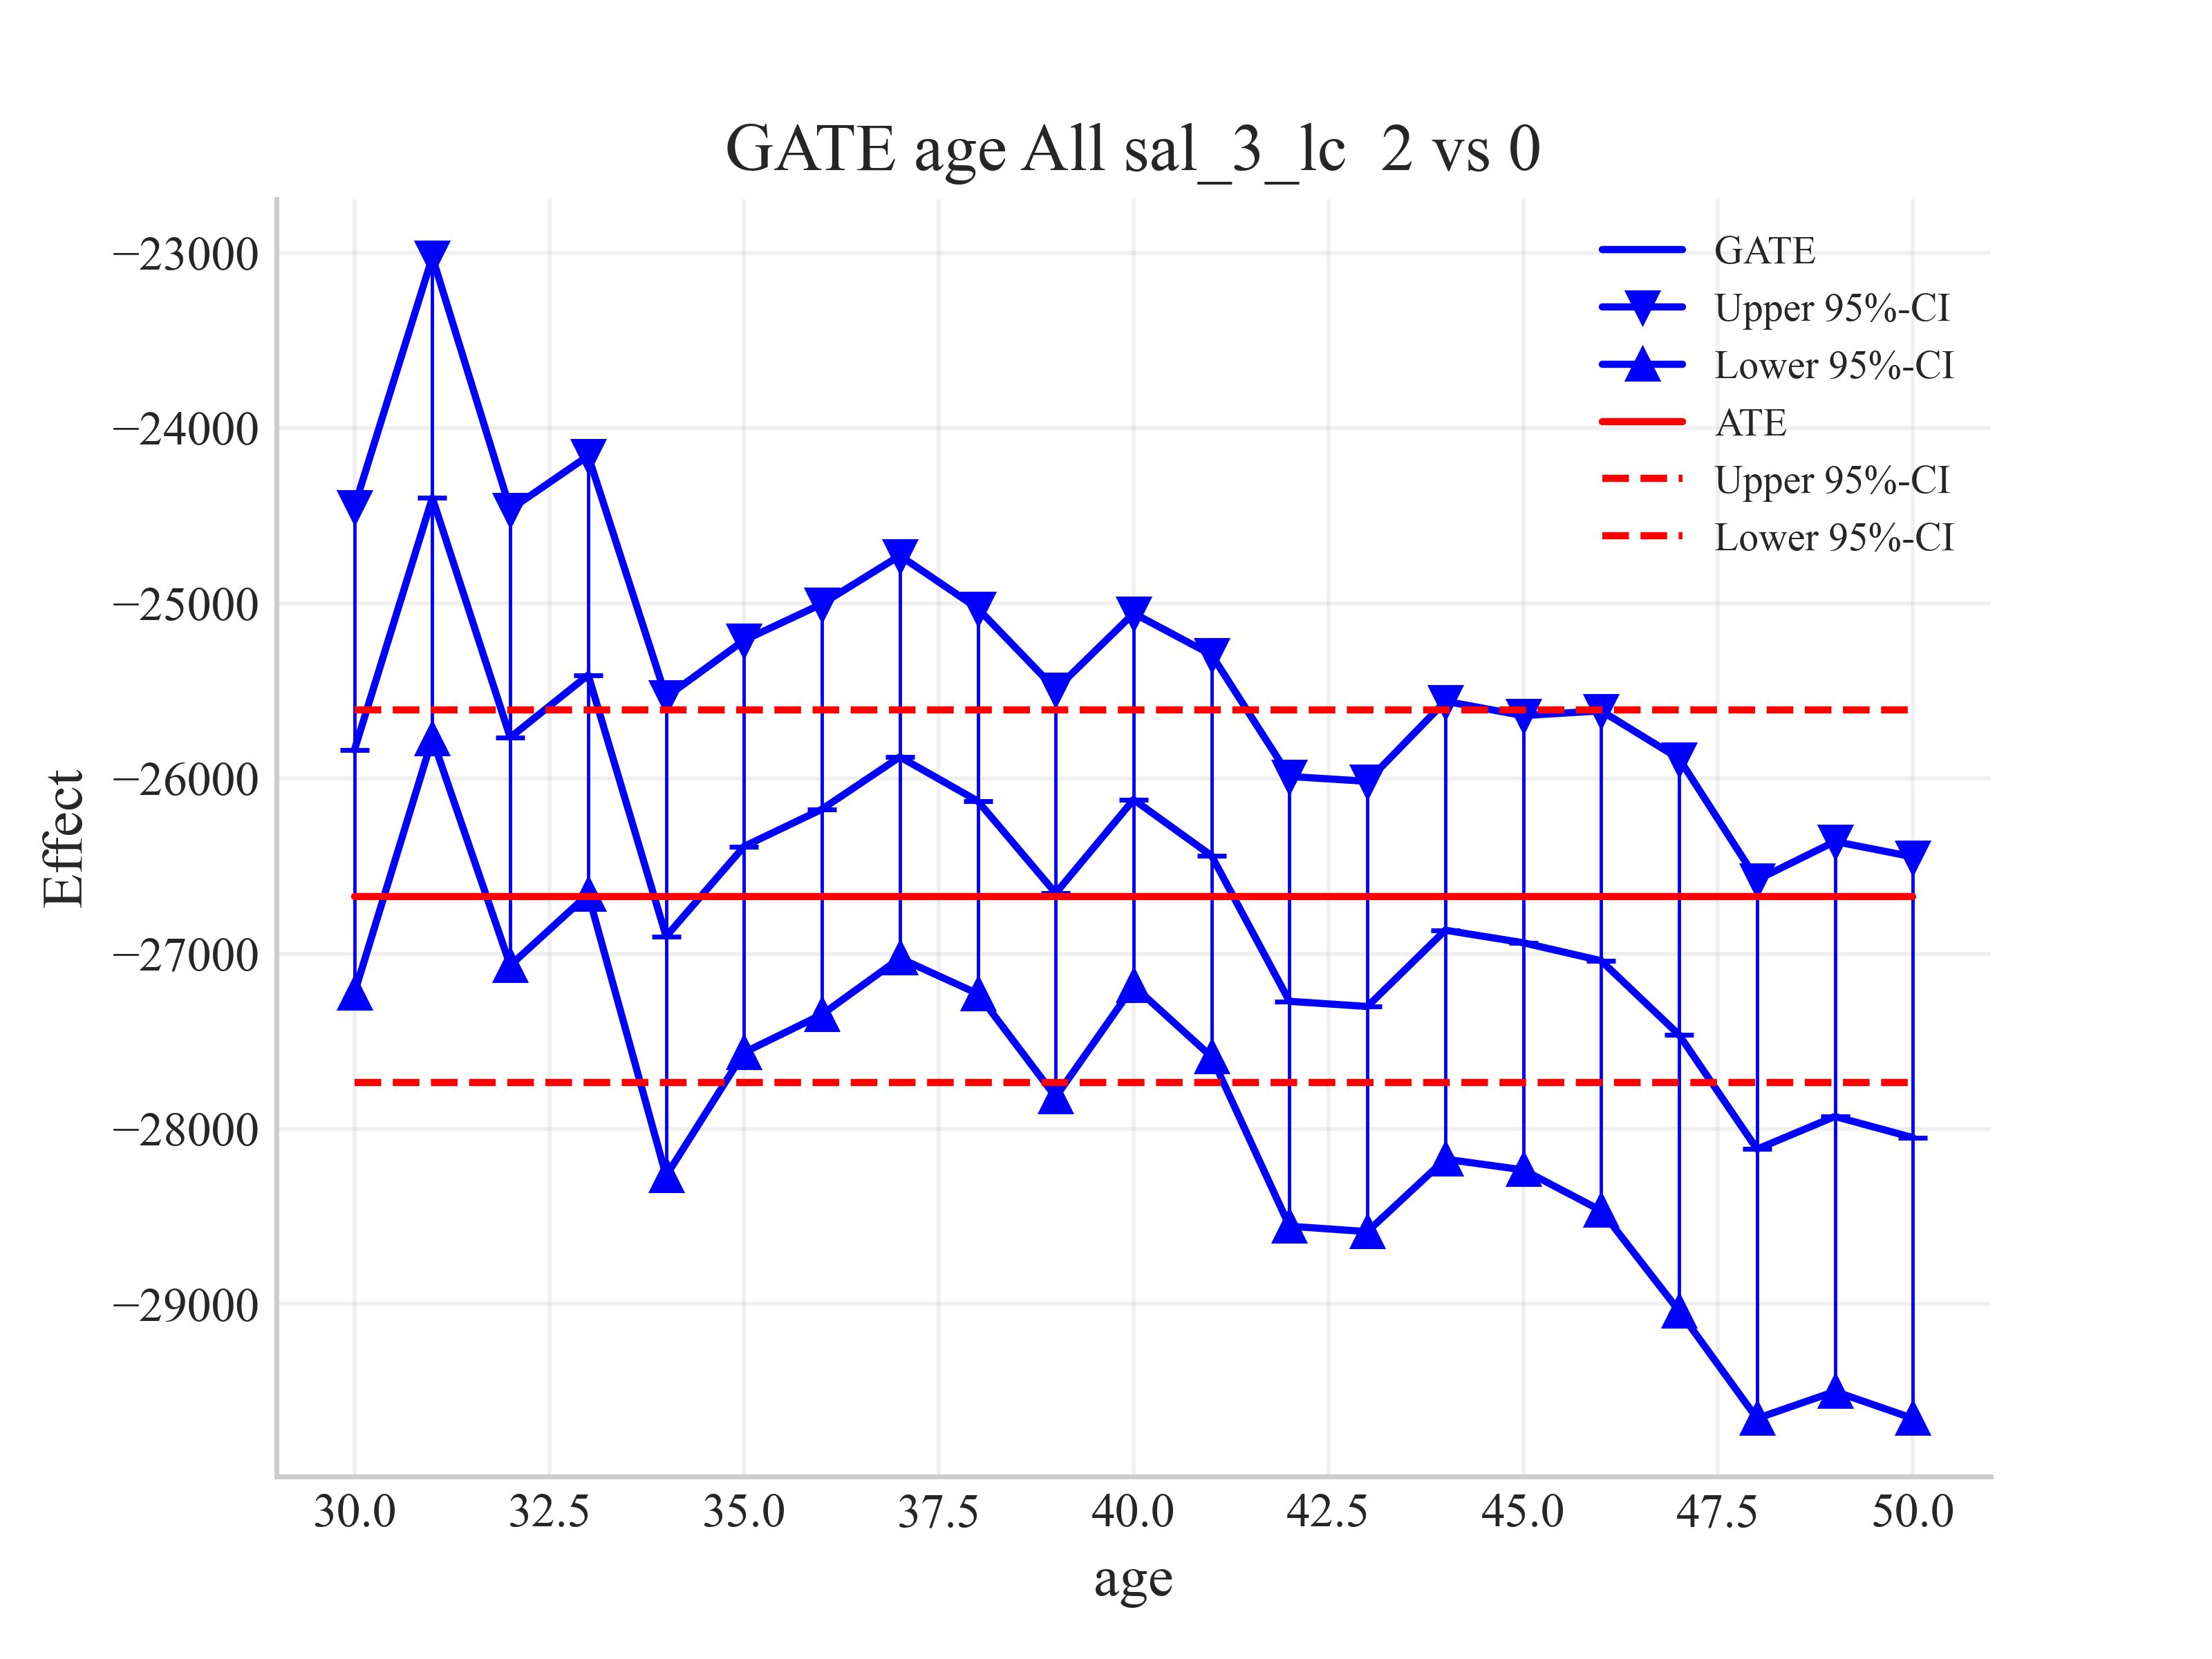 GATE age All sal_3_lc  2 vs 0
−23000
−24000
−25000
−26000
−27000
−28000
−29000
Effect
GATE
Upper 95%-CI
Lower 95%-CI
ATE
Upper 95%-CI
Lower 95%-CI
30.0 32.5 35.0 37.5 40.0 42.5 45.0 47.5 50.0
age